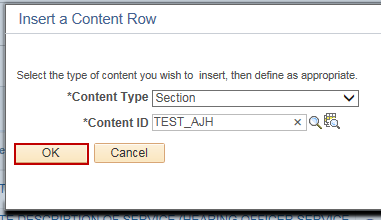 Insert a Content Row
Select the type of content you wish to insert, then define as appropriate.
*Content Type Section
*Content ID TEST_AJH
OK Cancel